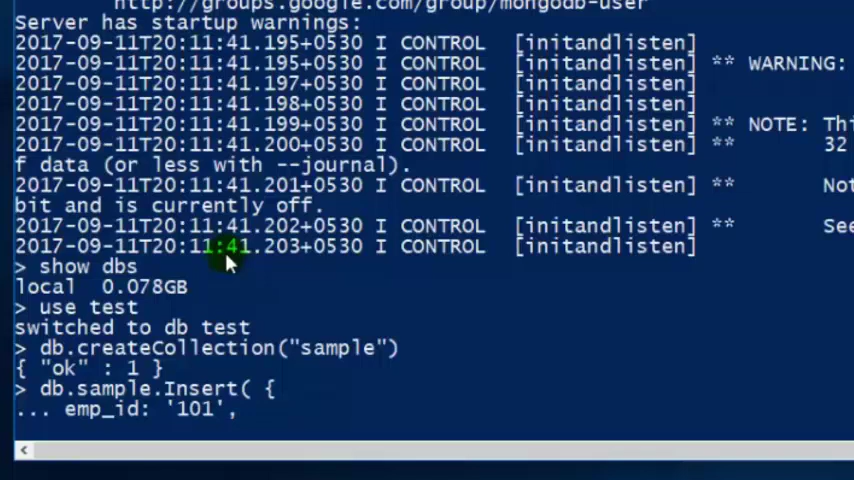 http://groups.google.com/group/mongodb-user
Server has startup warnings:
2017-09-11T20:11:41.195+0530 I CONTROL  [initandlisten]
2017-09-11T20:11:41.195+0530 I CONTROL  [initandlisten] ** WARNING:
2017-09-11T20:11:41.197+0530 I CONTROL  [initandlisten]
2017-09-11T20:11:41.198+0530 I CONTROL  [initandlisten]
2017-09-11T20:11:41.199+0530 I CONTROL  [initandlisten] ** NOTE: Thi
2017-09-11T20:11:41.200+0530 I CONTROL  [initandlisten] **       32
f data (or less with --journal).
2017-09-11T20:11:41.201+0530 I CONTROL  [initandlisten] **       Not
bit and is currently off.
2017-09-11T20:11:41.202+0530 I CONTROL  [initandlisten] **       See
2017-09-11T20:11:41.203+0530 I CONTROL  [initandlisten]
> show dbs
local  0.078GB
> use test
switched to db test
> db.createCollection("sample")
{ "ok" : 1 }
> db.sample.Insert( {
... emp_id: '101',